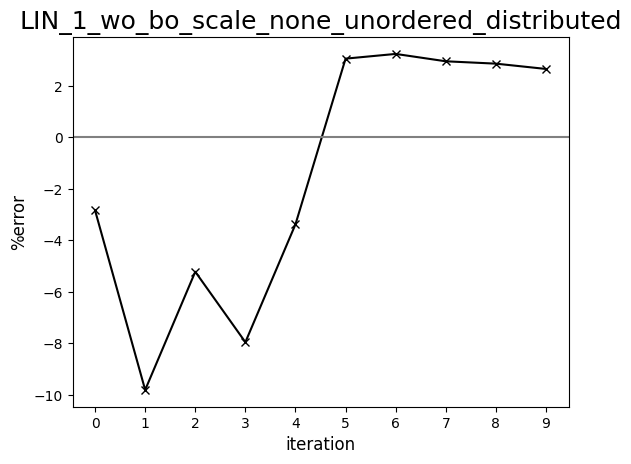 LIN_1_wo_bo_scale_none_unordered_distributed
2
0
−2
−4
−6
−8
−10
%error
0 1 2 3 4 5 6 7 8 9
iteration